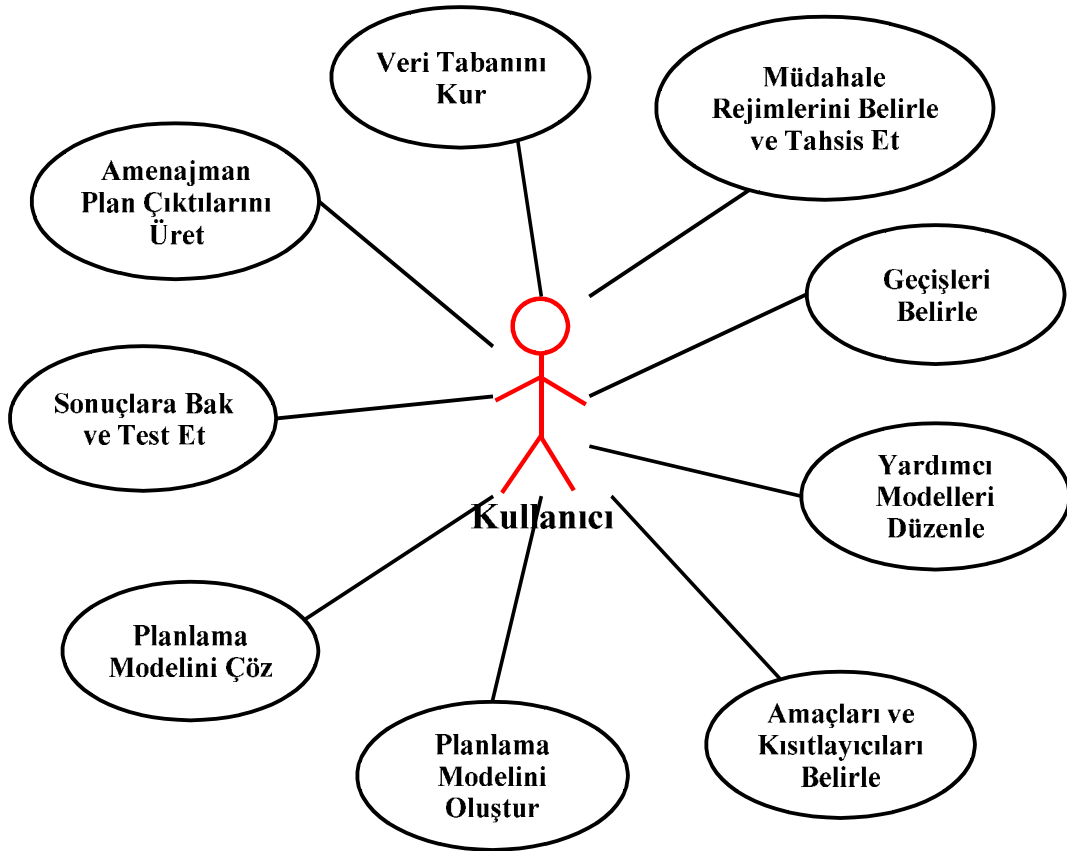 Veri Tabanını
Kur
Müdahale
Rejimlerini Belirle
ve Tahsis Et
Amenajman
Plan Çıktılarını
Üret
Geçişleri
Belirle
Sonuçlara Bak
ve Test Et
Yardımcı
Modelleri
Düzenle
Kullanıcı
Planlama
Modelini Çöz
Planlama
Modelini
Oluştur
Amaçları ve
Kısıtlayıcıları
Belirle